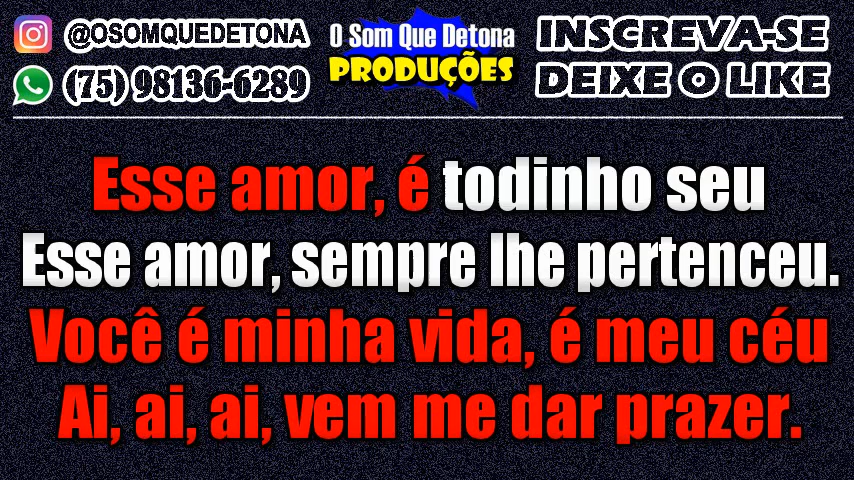 @OSOMQUEDETONA
(75) 98136-6289
O Som Que Detona
PRODUÇÕES
INSCREVA-SE
DEIXE O LIKE
Esse amor, é todinho seu
Esse amor, sempre lhe pertenceu.
Você é minha vida, é meu céu
Ai, ai, ai, vem me dar prazer.